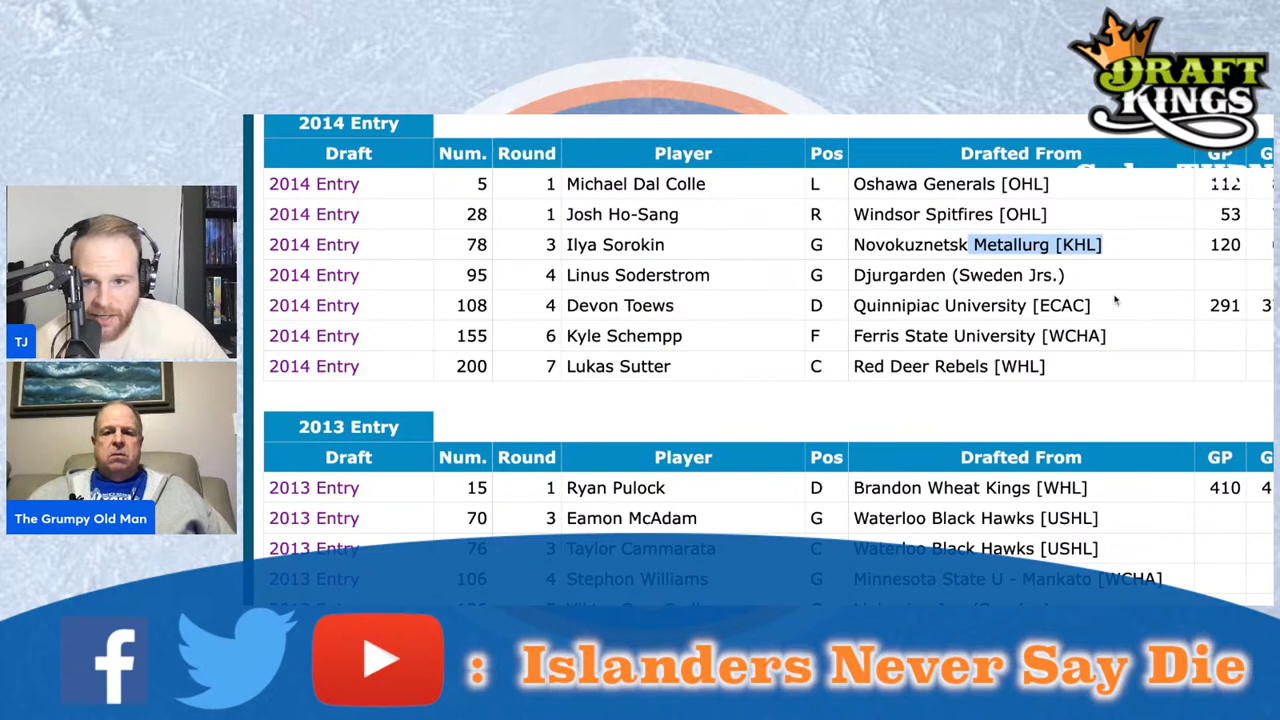 DRAFT
KINGS
2014 Entry
Draft Num. Round Player Pos Drafted From GP G
2014 Entry 5 1 Michael Dal Colle L Oshawa Generals [OHL] 112
2014 Entry 28 1 Josh Ho-Sang R Windsor Spitfires [OHL] 53
2014 Entry 78 3 Ilya Sorokin G Novokuznetsk Metallurg [KHL] 120
2014 Entry 95 4 Linus Soderstrom G Djurgarden (Sweden Jrs.)
2014 Entry 108 4 Devon Toews D Quinnipiac University [ECAC] 291 3
2014 Entry 155 6 Kyle Schempp F Ferris State University [WCHA]
2014 Entry 200 7 Lukas Sutter C Red Deer Rebels [WHL]
2013 Entry
Draft Num. Round Player Pos Drafted From GP G
2013 Entry 15 1 Ryan Pulock D Brandon Wheat Kings [WHL] 410 4
2013 Entry 70 3 Eamon McAdam G Waterloo Black Hawks [USHL]
2013 Entry 76 3 Taylor Cammarata C Waterloo Black Hawks [USHL]
2013 Entry 106 4 Stephon Williams G Minnesota State U - Mankato [WCHA]
TJ
The Grumpy Old Man
: Islanders Never Say Die